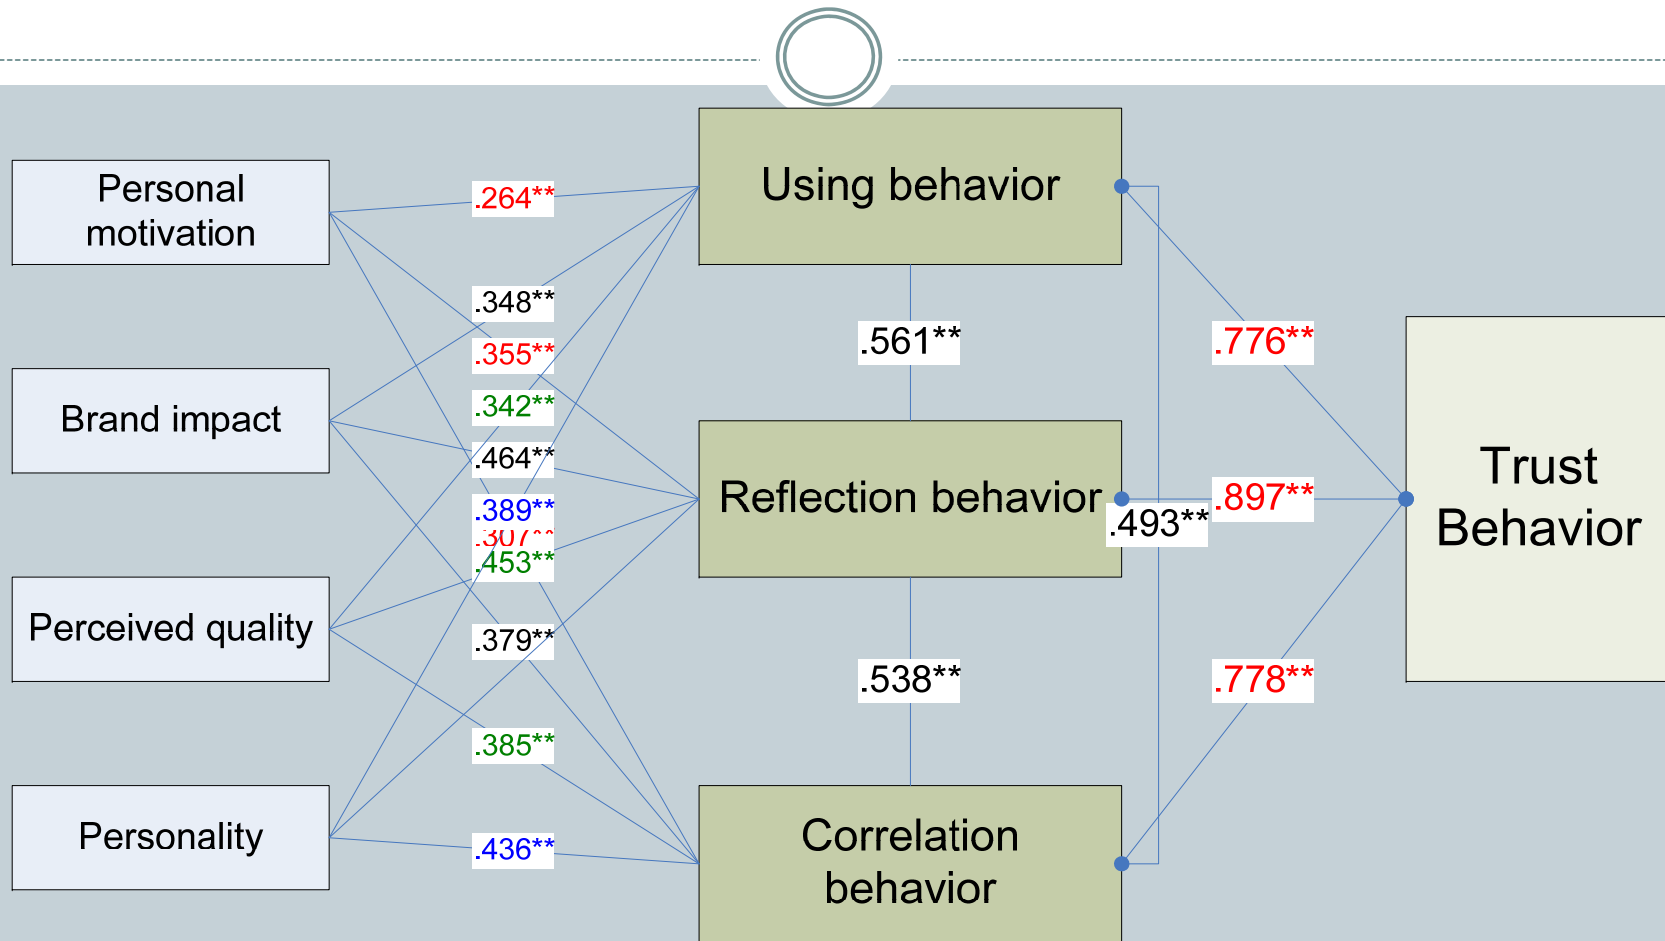 Personal
motivation
Brand impact
Perceived quality
Personality
.264**
.348**
.355**
.342**
.464**
.389**
.307**
.453**
.379**
.385**
.436**
Using behavior
.561**
Reflection behavior
.538**
Correlation
behavior
.493**
.776**
.897**
.778**
Trust
Behavior